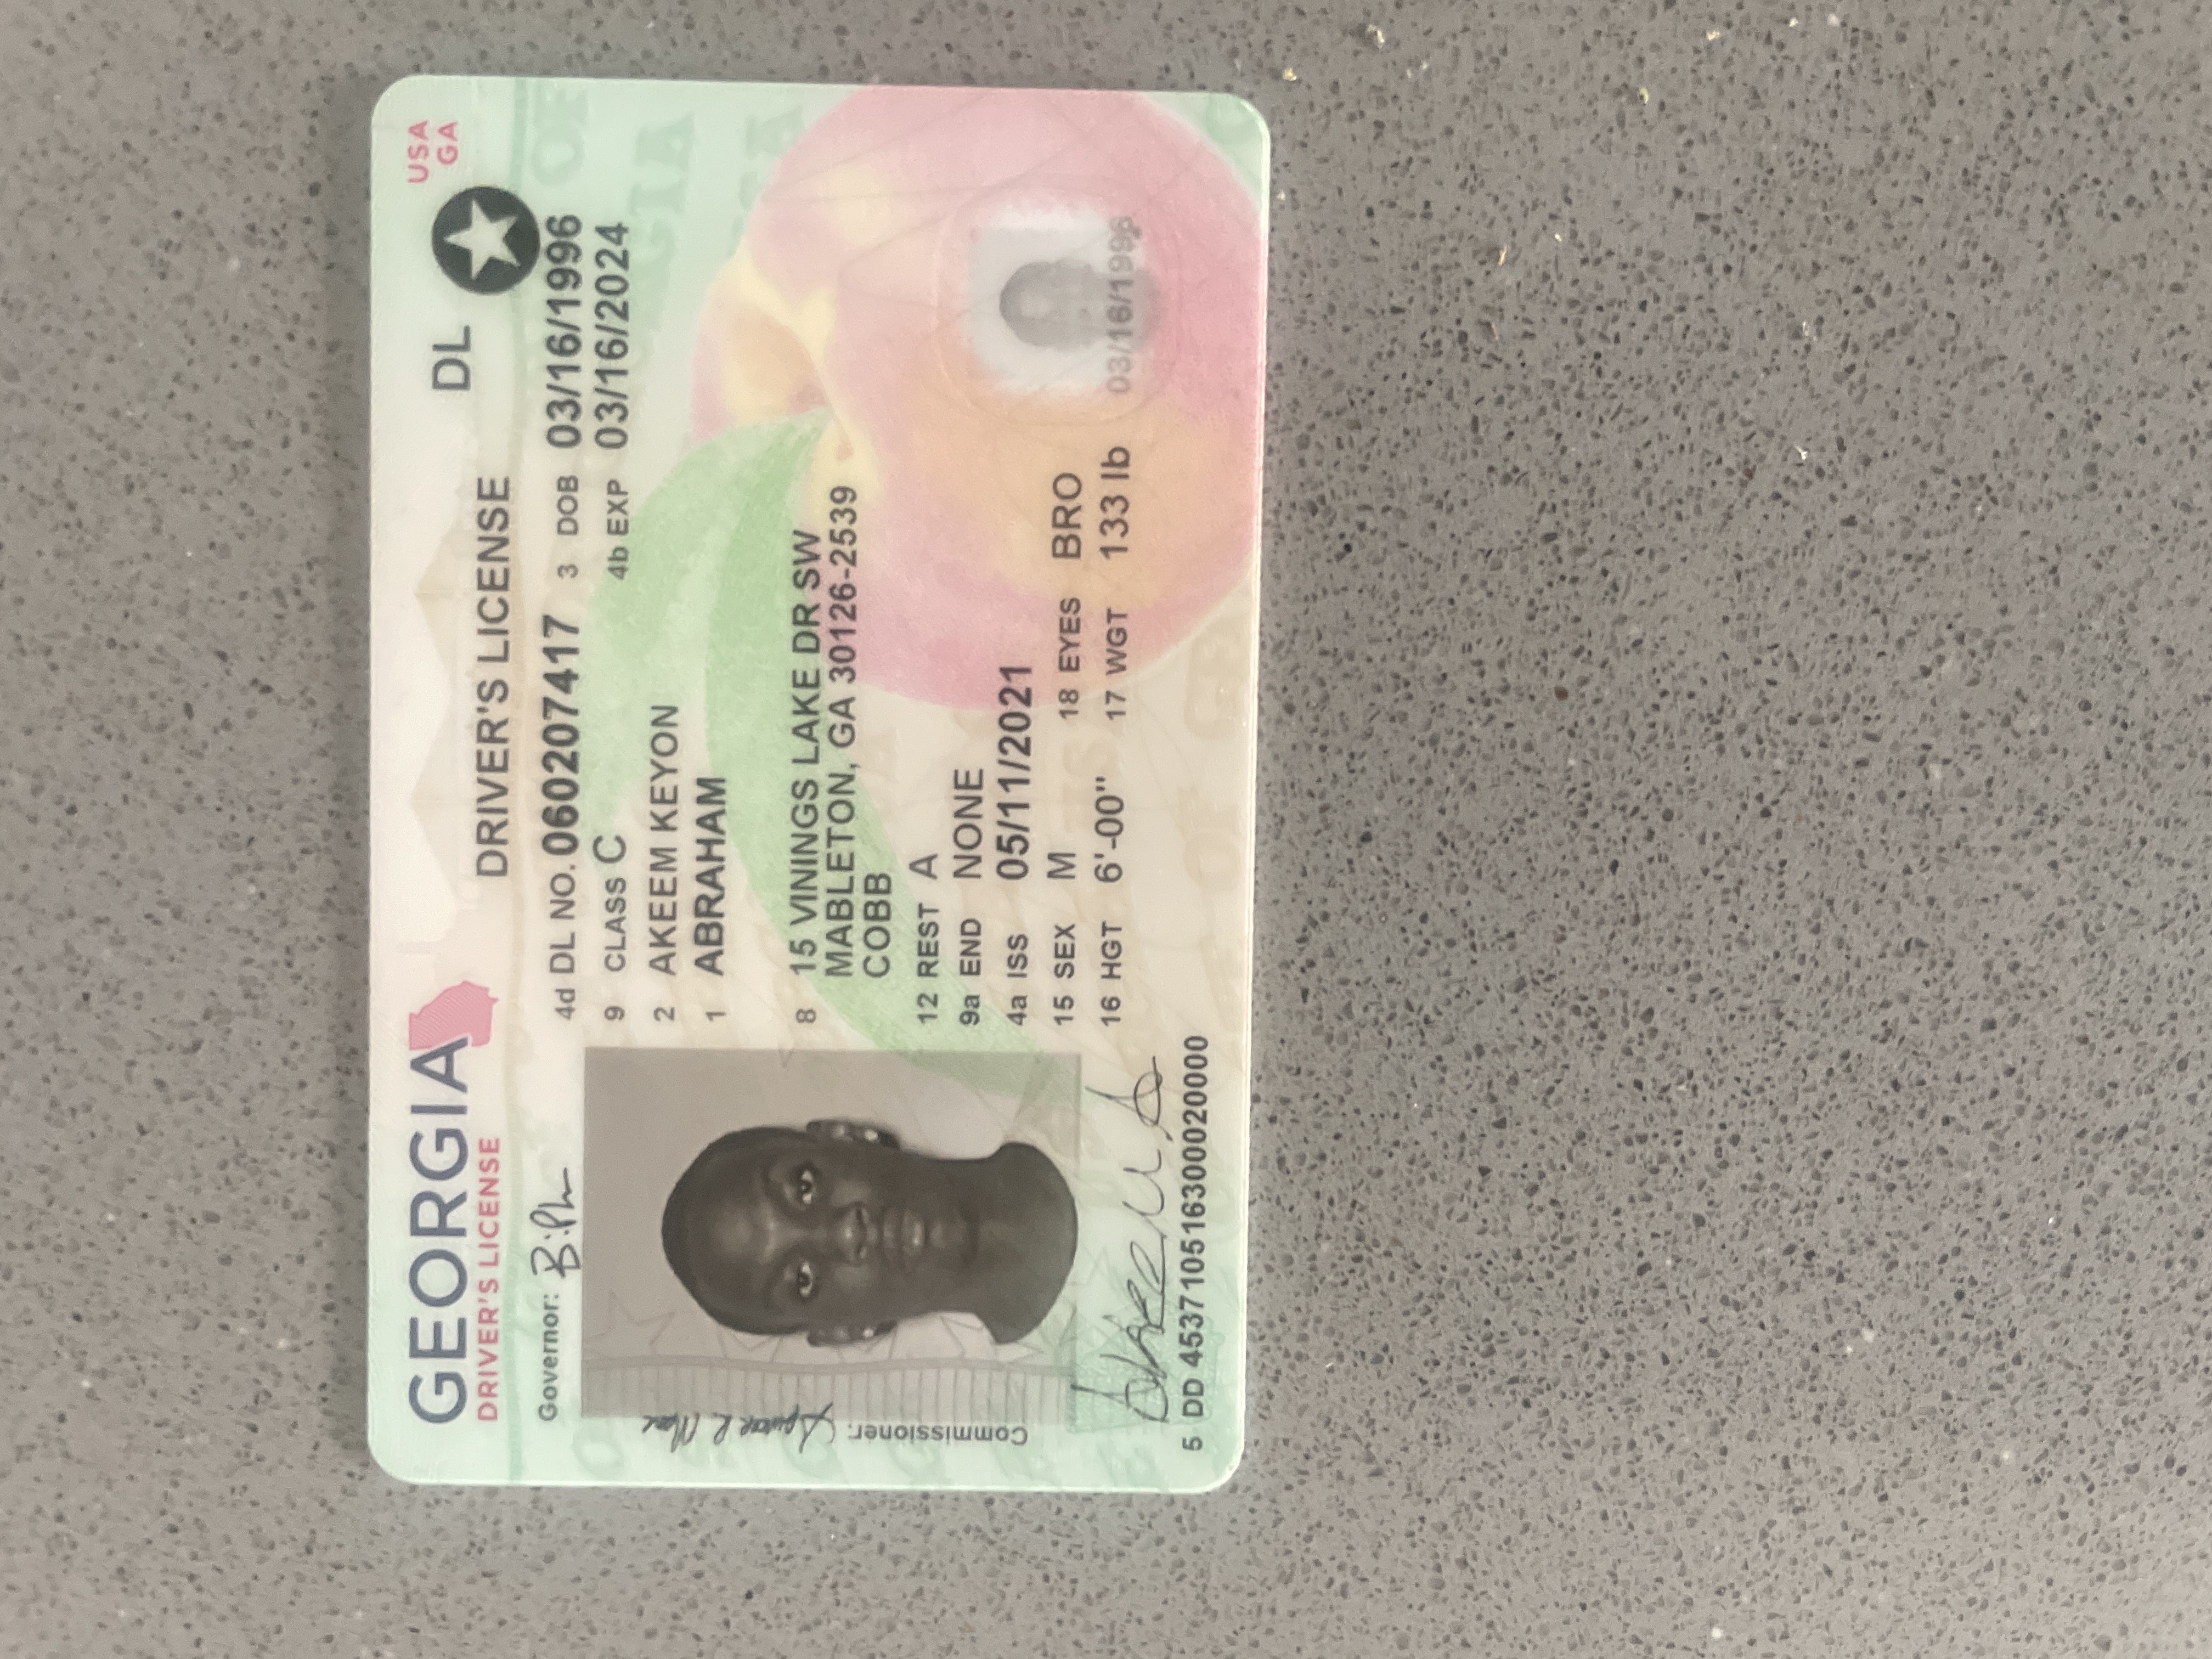 GEORGIA
DRIVER'S LICENSE
DRIVER'S LICENSE
DL
USA
GA
Governor:
Commissioner:
4d DL NO. 060207417
3 DOB 03/16/1996
9 CLASS C
4b EXP 03/16/2024
2 AKEEM KEYON
1 ABRAHAM
8 15 VININGS LAKE DR SW
MABLETON, GA 30126-2539
COBB
12 REST A
9a END NONE
4a ISS 05/11/2021
15 SEX M
18 EYES BRO
16 HGT 6'-00"
17 WGT 133 lb
03/16/1996
5 DD 453710516300020000